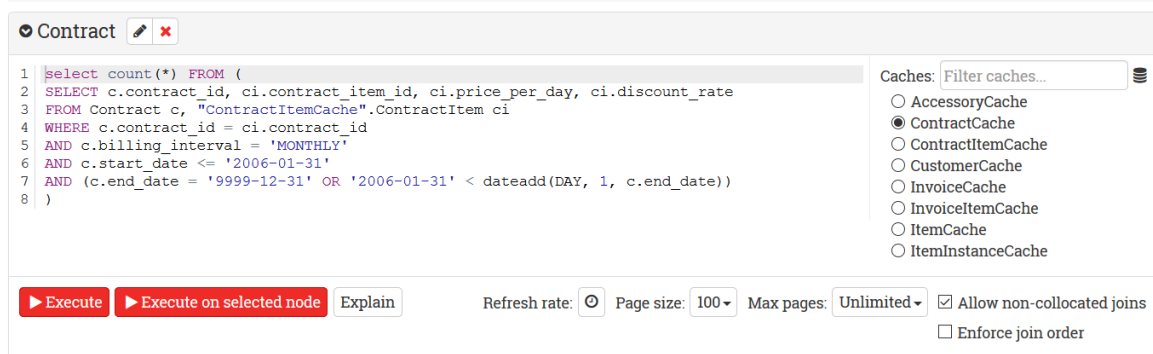 Contract
1 select count(*) FROM (
2 SELECT c.contract_id, ci.contract_item_id, ci.price_per_day, ci.discount_rate
3 FROM Contract c, "ContractItemCache".ContractItem ci
4 WHERE c.contract_id = ci.contract_id
5 AND c.billing_interval = 'MONTHLY'
6 AND c.start_date <= '2006-01-31'
7 AND (c.end_date = '9999-12-31' OR '2006-01-31' < dateadd(DAY, 1, c.end_date))
8 )
Caches: Filter caches...
AccessoryCache
ContractCache
ContractItemCache
CustomerCache
InvoiceCache
InvoiceItemCache
ItemCache
ItemInstanceCache
Execute Execute on selected node Explain Refresh rate: Page size: 100 Max pages: Unlimited Allow non-collocated joins
Enforce join order